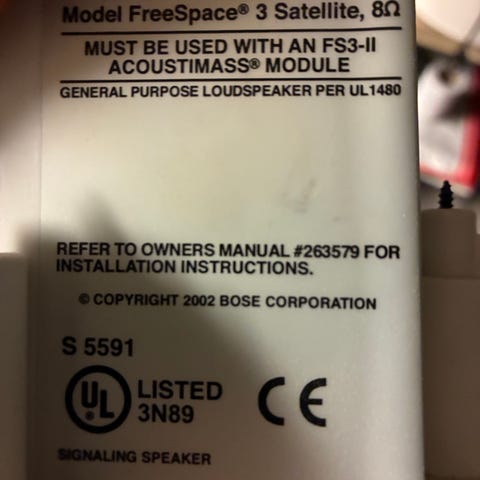 Model FreeSpace® 3 Satellite, 8Ω
MUST BE USED WITH AN FS3-II
ACOUSTIMASS® MODULE
GENERAL PURPOSE LOUDSPEAKER PER UL1480
REFER TO OWNERS MANUAL #263579 FOR
INSTALLATION INSTRUCTIONS.
© COPYRIGHT 2002 BOSE CORPORATION
S 5591
UL LISTED
3N89
CE
SIGNALING SPEAKER